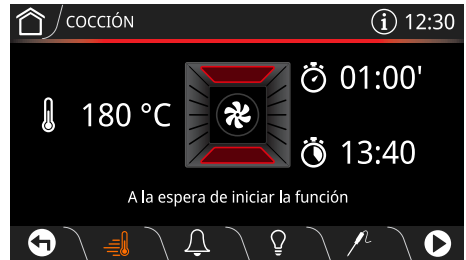 COCCIÓN
i 12:30
01:00'
180 °C
13:40
A la espera de iniciar la función